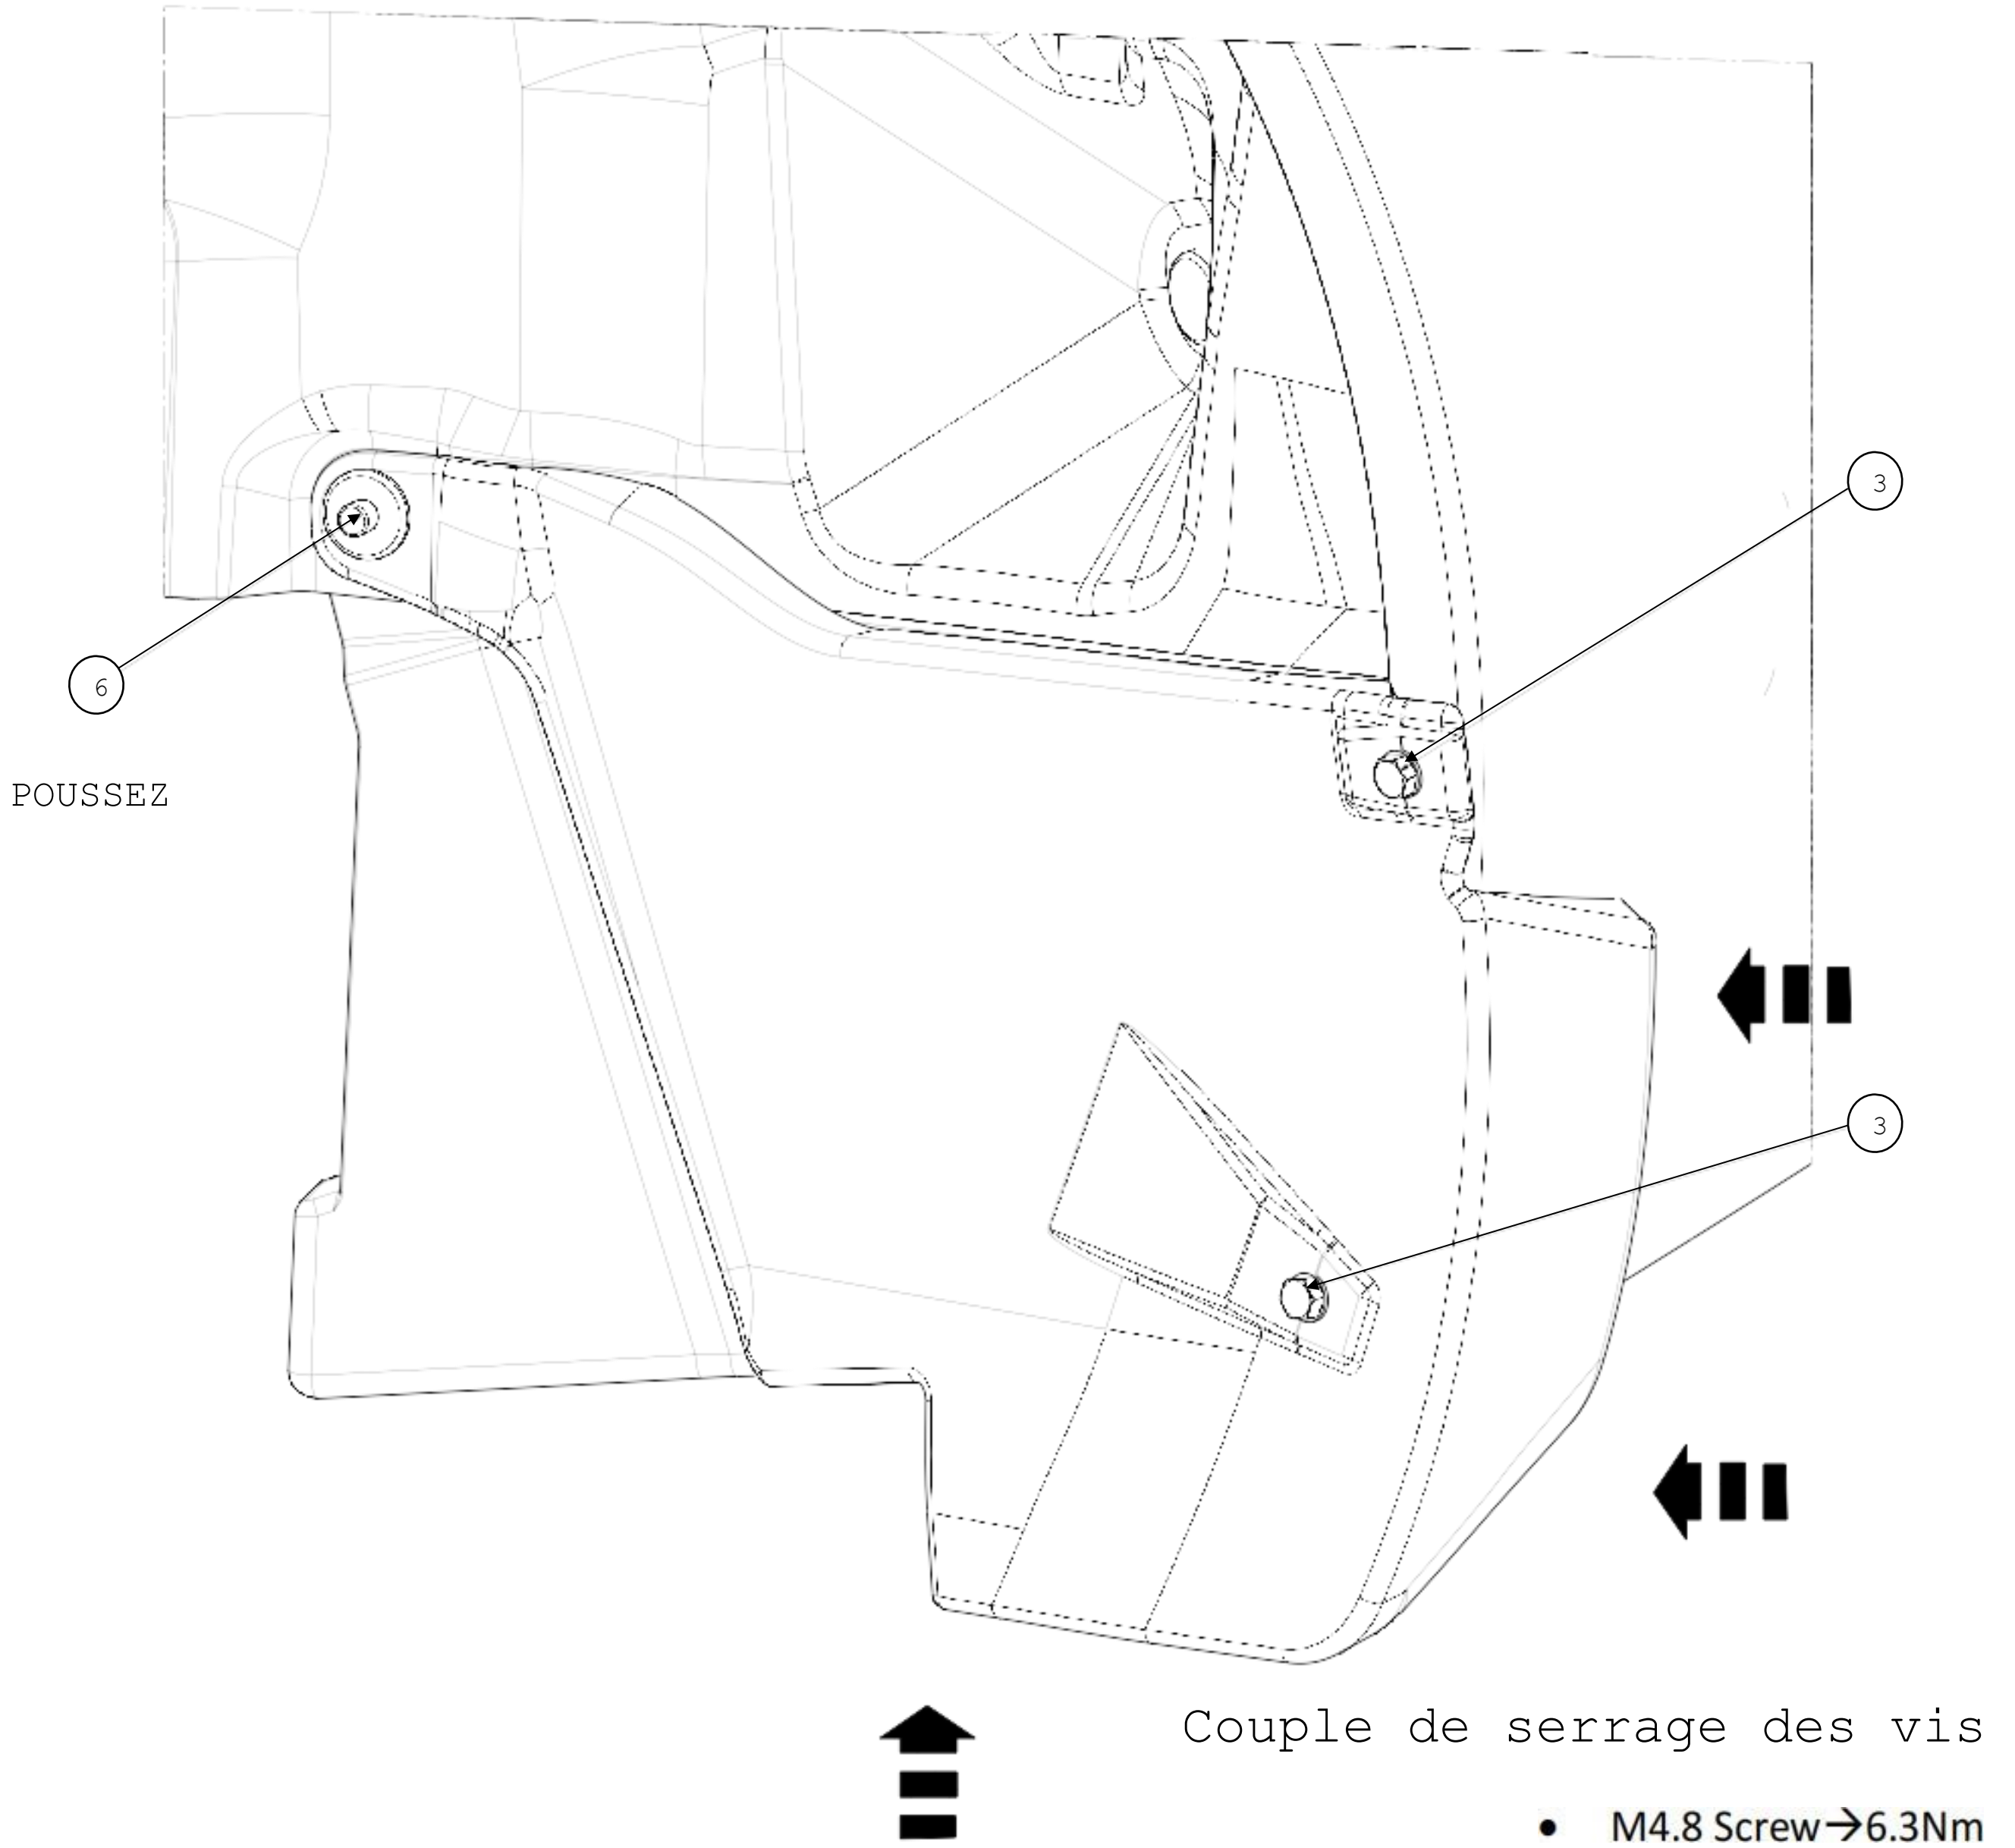 3
6
POUSSEZ
3
Couple de serrage des vis
• M4.8 Screw→6.3Nm